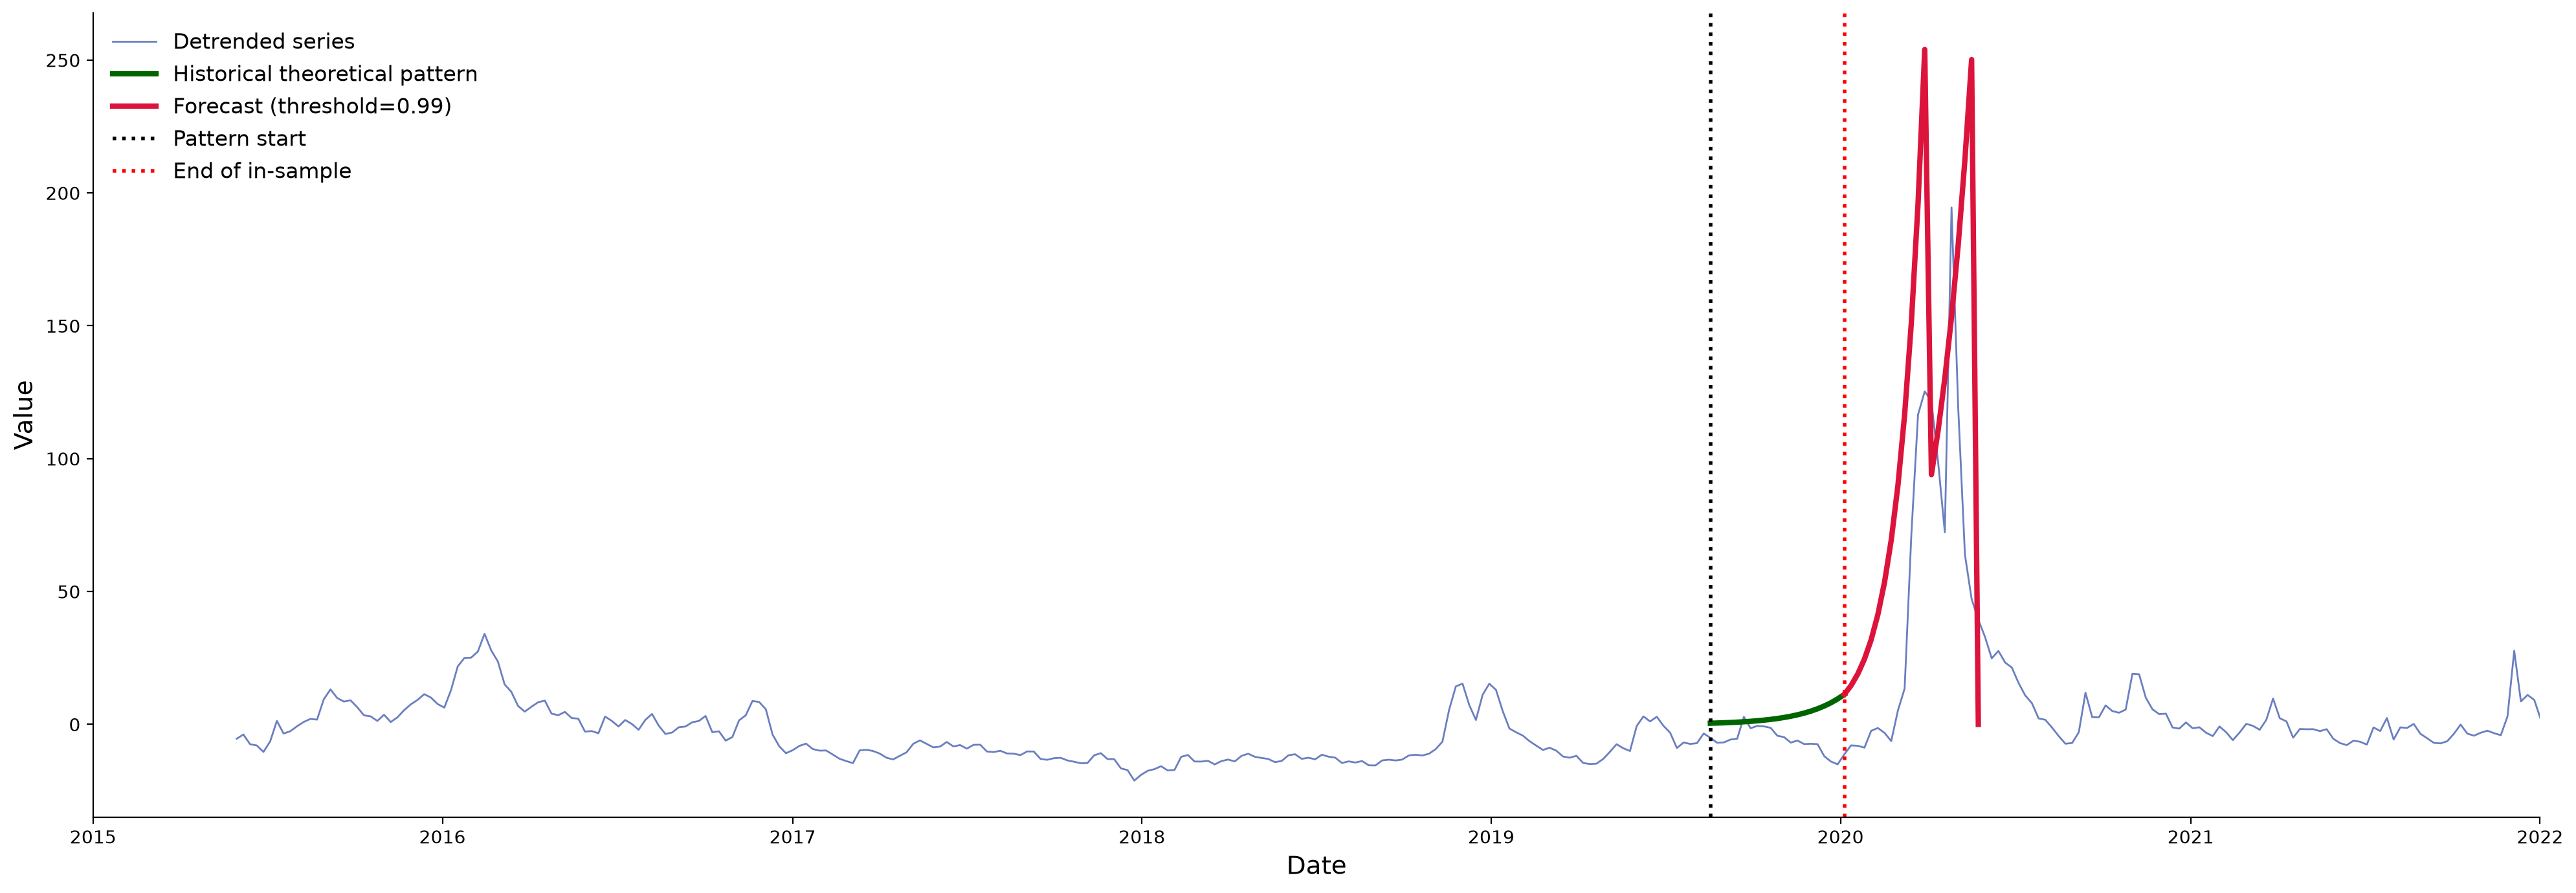 Detrended series
Historical theoretical pattern
Forecast (threshold=0.99)
Pattern start
End of in-sample
Value
250
200
150
100
50
0
2015 2016 2017 2018 2019 2020 2021 2022
Date